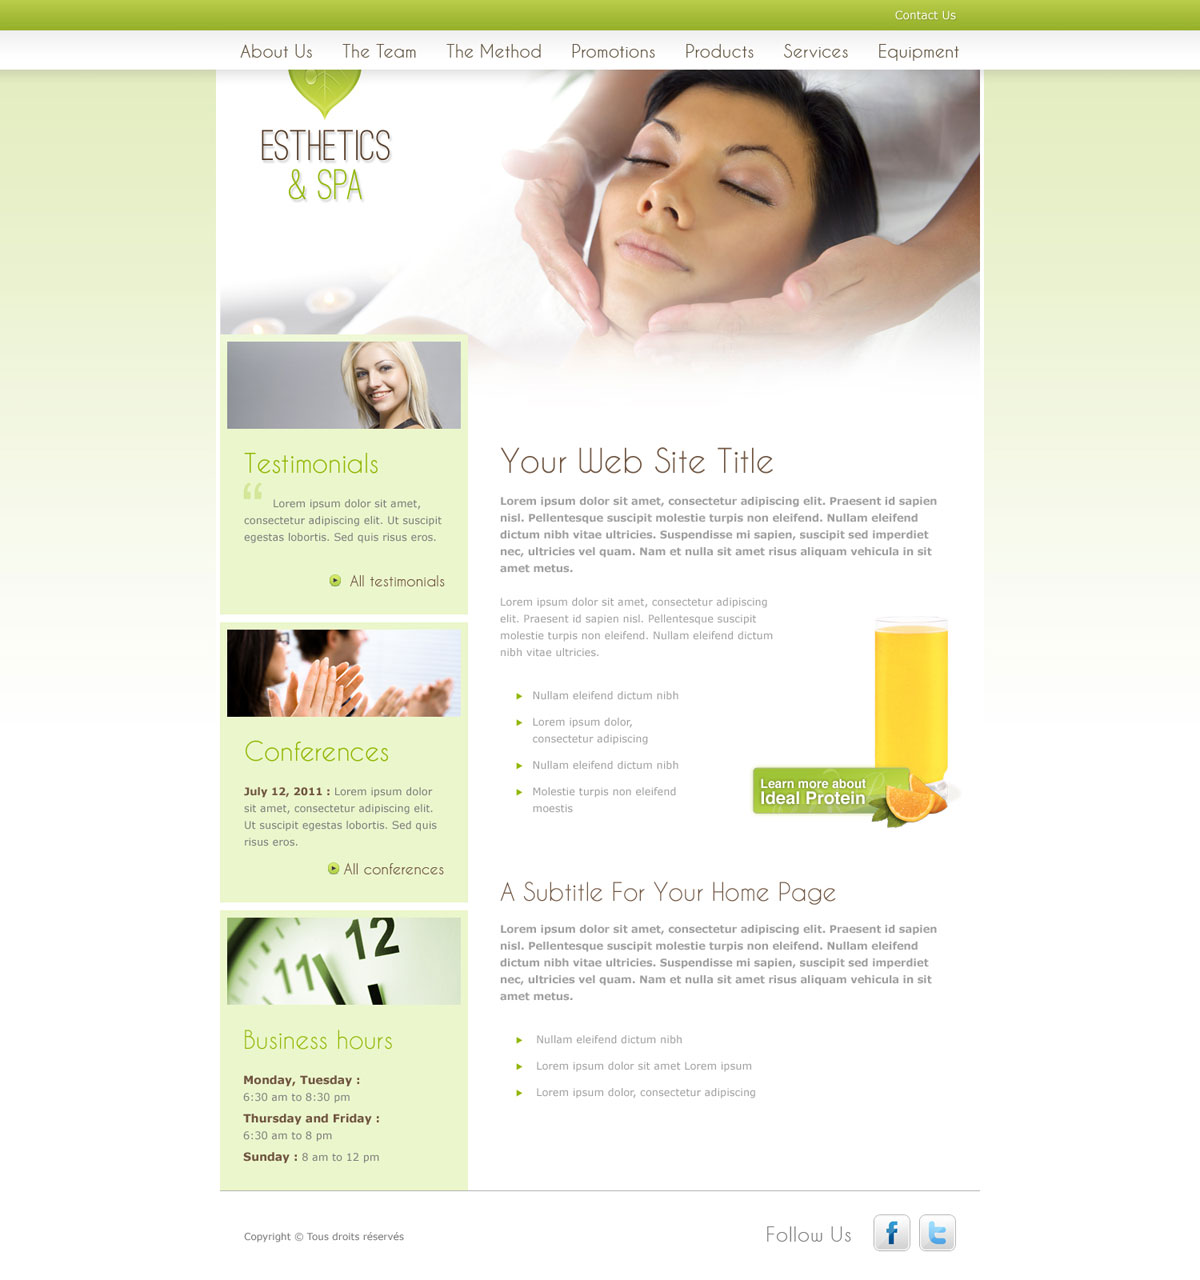 Contact Us
About Us The Team The Method Promotions Products Services Equipment
ESTHETICS
& SPA
Testimonials
“ Lorem ipsum dolor sit amet,
consectetur adipiscing elit. Ut suscipit
egestas lobortis. Sed quis risus eros.
All testimonials
Conferences
July 12, 2011 : Lorem ipsum dolor
sit amet, consectetur adipiscing elit.
Ut suscipit egestas lobortis. Sed quis
risus eros.
All conferences
12
11
Business hours
Monday, Tuesday :
6:30 am to 8:30 pm
Thursday and Friday :
6:30 am to 8 pm
Sunday : 8 am to 12 pm
Your Web Site Title
Lorem ipsum dolor sit amet, consectetur adipiscing elit. Praesent id sapien
nisl. Pellentesque suscipit molestie turpis non eleifend. Nullam eleifend
dictum nibh vitae ultricies. Suspendisse mi sapien, suscipit sed imperdiet
nec, ultricies vel quam. Nam et nulla sit amet risus aliquam vehicula in sit
amet metus.
Lorem ipsum dolor sit amet, consectetur adipiscing
elit. Praesent id sapien nisl. Pellentesque suscipit
molestie turpis non eleifend. Nullam eleifend dictum
nibh vitae ultricies.
Nullam eleifend dictum nibh
Lorem ipsum dolor,
consectetur adipiscing
Nullam eleifend dictum nibh
Molestie turpis non eleifend
moestis
Learn more about
Ideal Protein
A Subtitle For Your Home Page
Lorem ipsum dolor sit amet, consectetur adipiscing elit. Praesent id sapien
nisl. Pellentesque suscipit molestie turpis non eleifend. Nullam eleifend
dictum nibh vitae ultricies. Suspendisse mi sapien, suscipit sed imperdiet
nec, ultricies vel quam. Nam et nulla sit amet risus aliquam vehicula in sit
amet metus.
Nullam eleifend dictum nibh
Lorem ipsum dolor sit amet Lorem ipsum
Lorem ipsum dolor, consectetur adipiscing
Copyright © Tous droits réservés
Follow Us f t